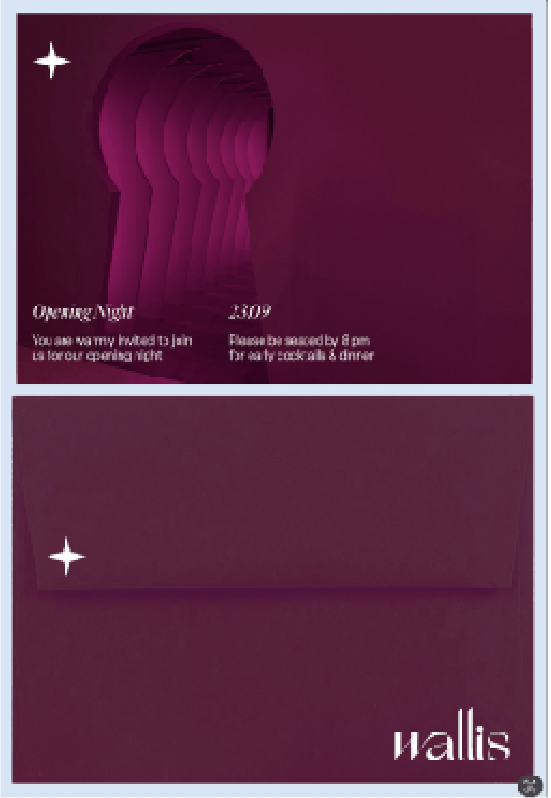 Opening Night
You are warmly invited to join
us for our opening night
23.09
Please be seated by 8 pm
for early cocktails & dinner
wallis